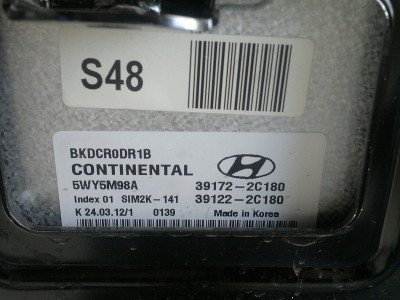 S48
BKDCR0DR1B
CONTINENTAL
5WY5M98A 39172-2C180
Index 01 SIM2K-141 39122-2C180
K 24.03.12/1 0139 Made in Korea